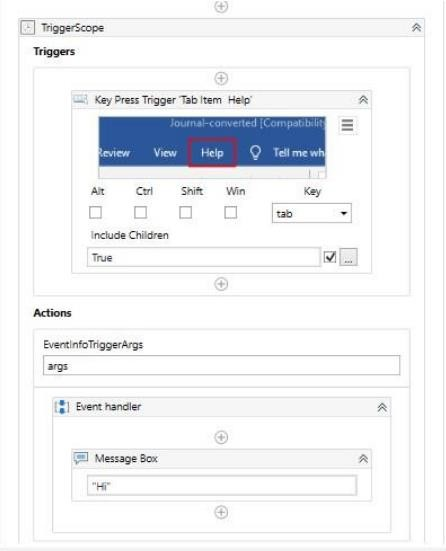 TriggerScope
Triggers
Key Press Trigger 'Tab Item Help'
Journal-converted [Compatibility
Review View Help Tell me wh
Alt Ctrl Shift Win Key
tab
Include Children
True
...
Actions
EventInfoTriggerArgs
args
Event handler
Message Box
"Hi"